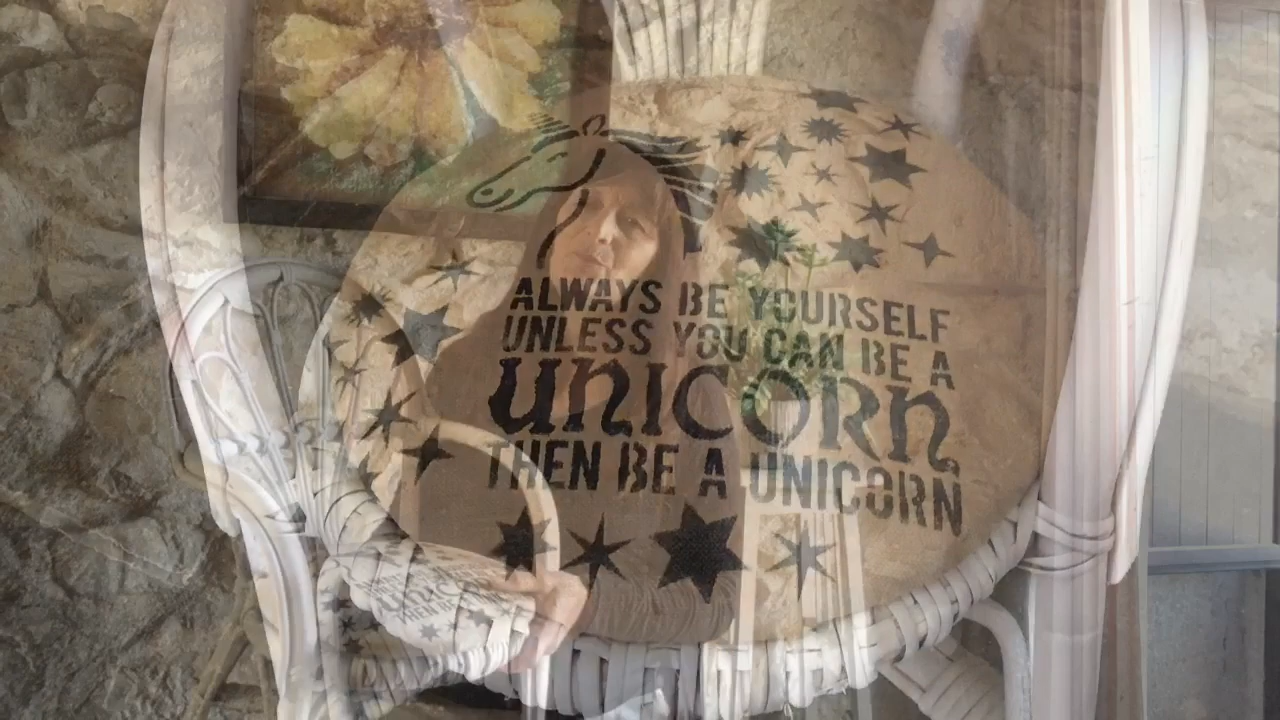 ALWAYS BE YOURSELF
UNLESS YOU CAN BE A
UNICORN
THEN BE A UNICORN